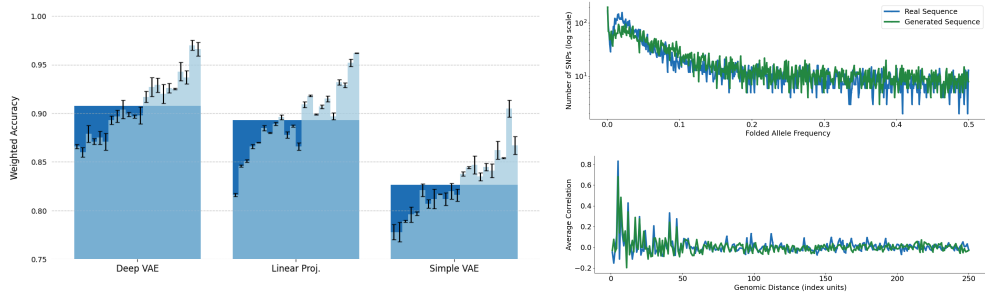 Weighted Accuracy
1.00
0.95
0.90
0.85
0.80
0.75
Deep VAE
Linear Proj.
Simple VAE
Number of SNPs (log scale)
10²
10¹
Real Sequence
Generated Sequence
0.0
0.1
0.2
0.3
0.4
0.5
Folded Allele Frequency
Average Correlation
0.8
0.6
0.4
0.2
0.0
−0.2
0
50
100
150
200
250
Genomic Distance (index units)